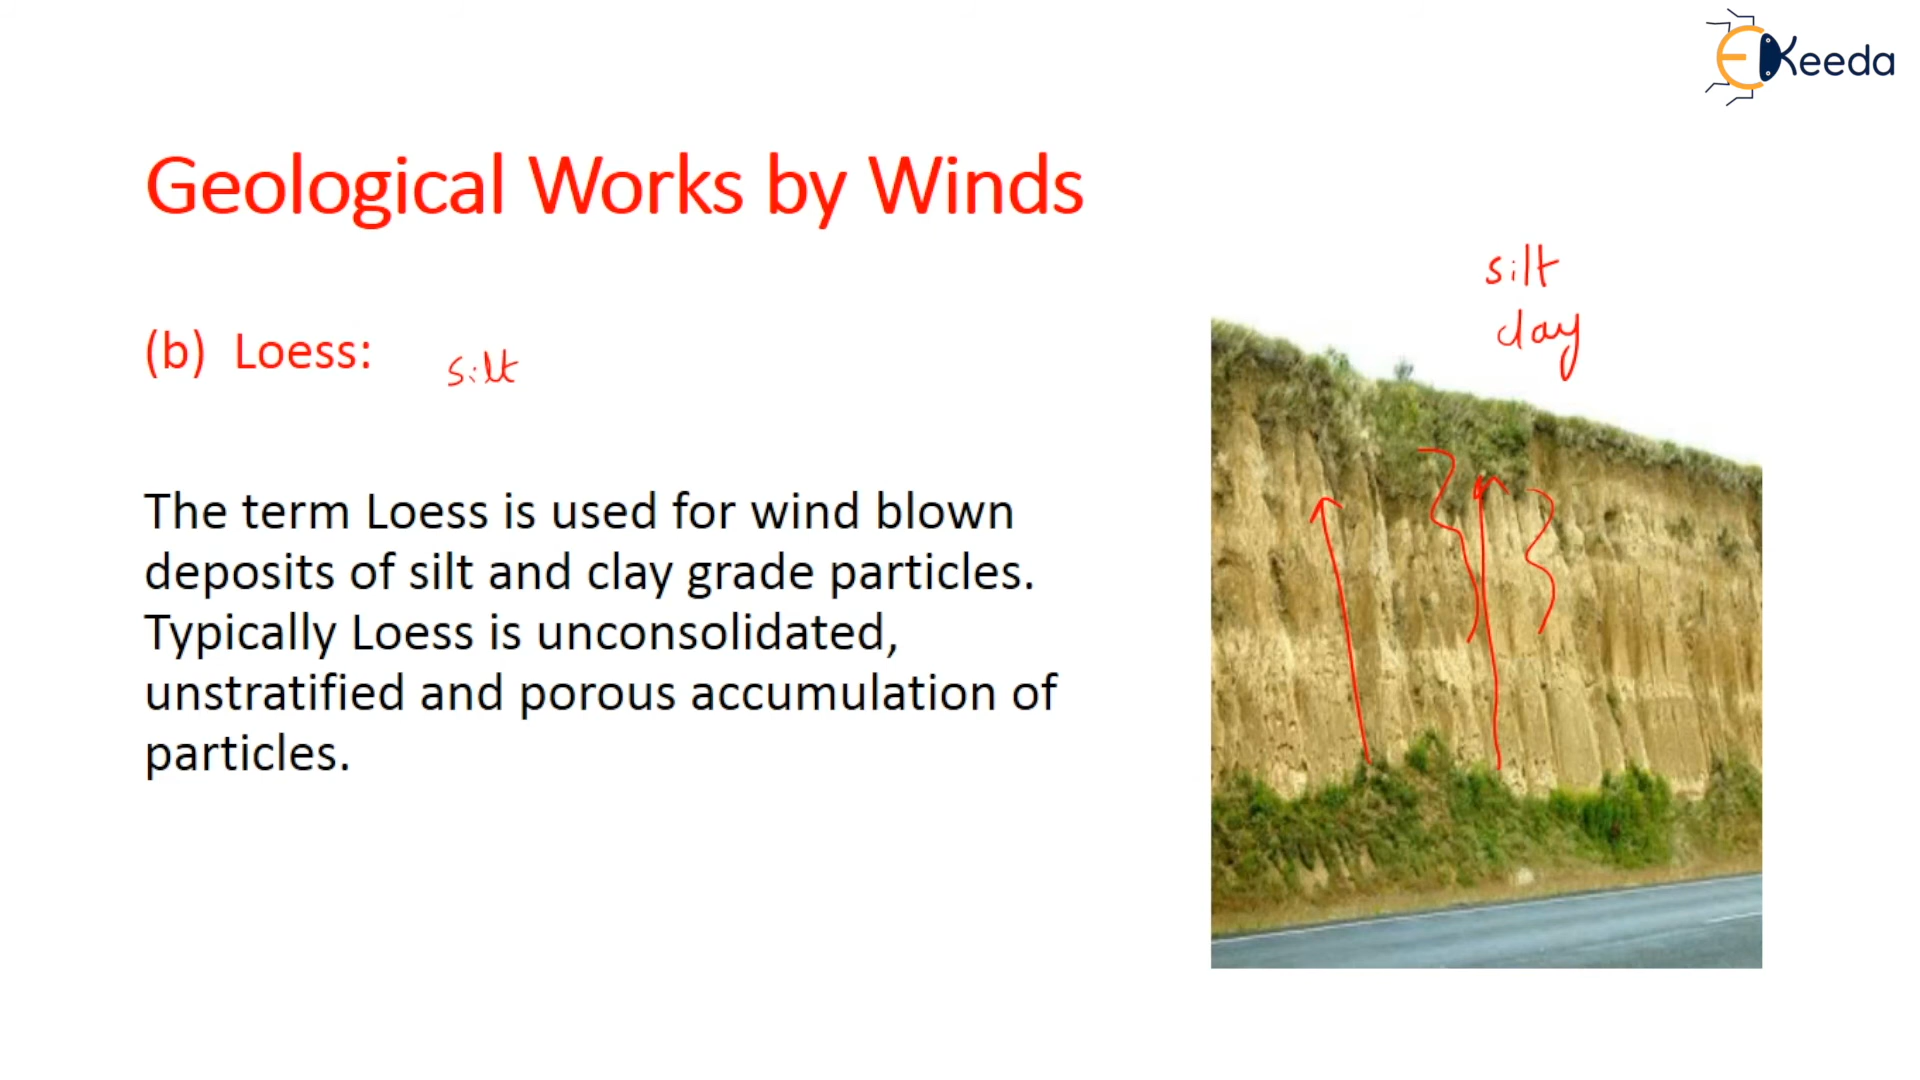 EKeeda
Geological Works by Winds
silt
clay
(b) Loess:
silt
The term Loess is used for wind blown
deposits of silt and clay grade particles.
Typically Loess is unconsolidated,
unstratified and porous accumulation of
particles.